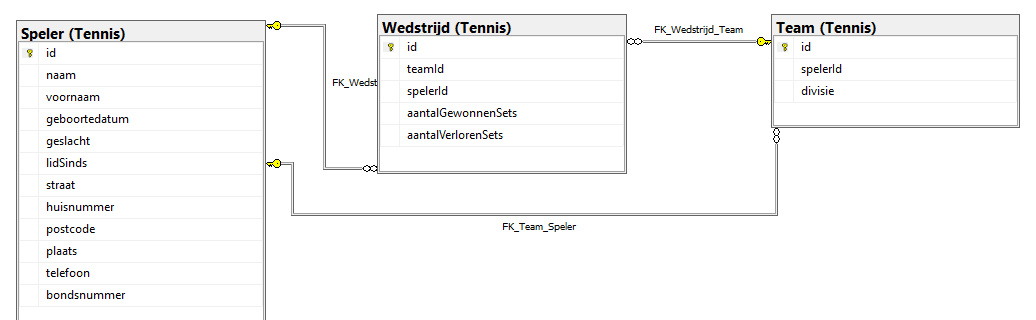 Speler (Tennis)
id
naam
voornaam
geboortedatum
geslacht
lidSinds
straat
huisnummer
postcode
plaats
telefoon
bondsnummer
FK_Wedst
Wedstrijd (Tennis)
id
teamId
spelerId
aantalGewonnenSets
aantalVerlorenSets
FK_Wedstrijd_Team
Team (Tennis)
id
spelerId
divisie
FK_Team_Speler